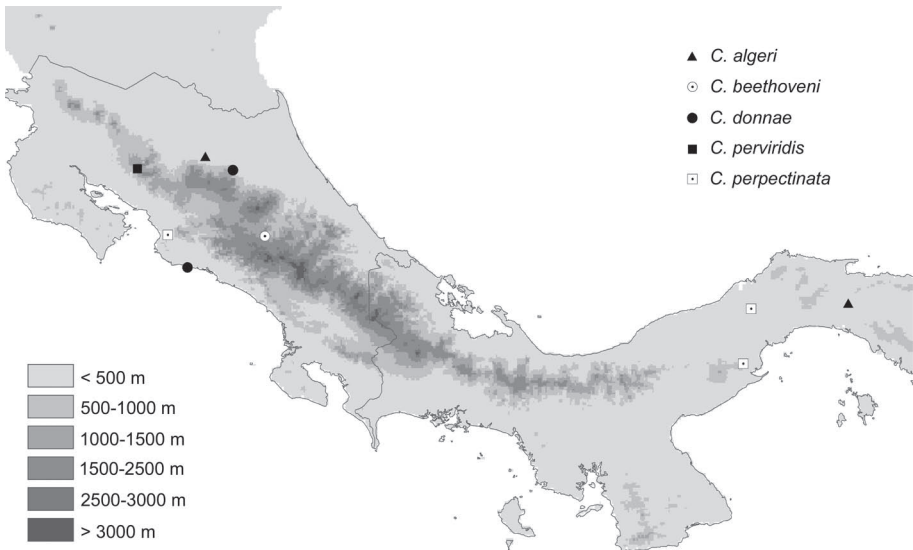 C. algeri
C. beethoveni
C. donnae
C. perviridis
C. perpectinata
< 500 m
500-1000 m
1000-1500 m
1500-2500 m
2500-3000 m
> 3000 m